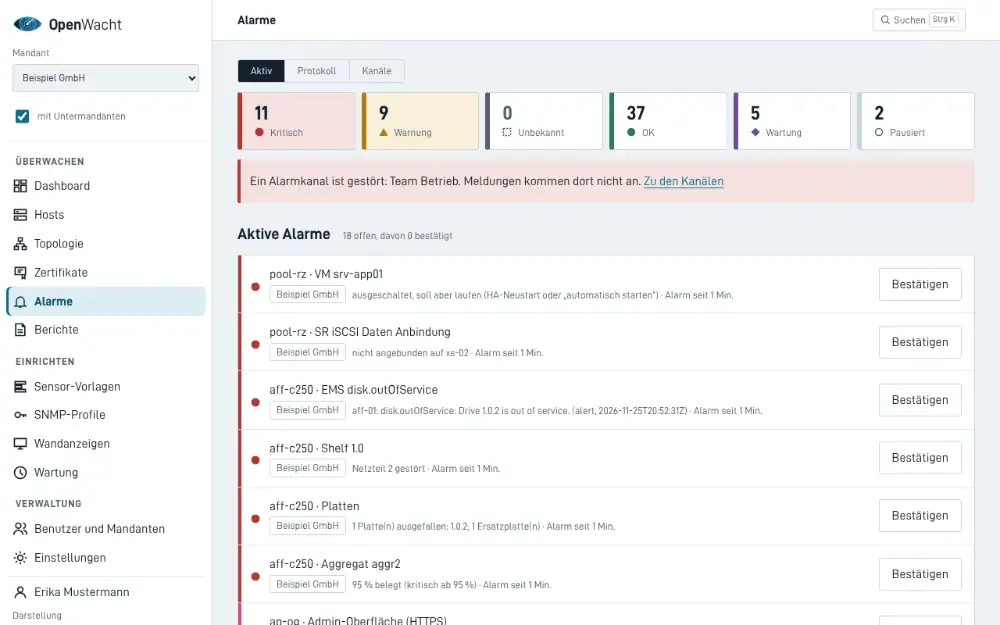 OpenWacht
Alarme
Suchen Strg K
Mandant
Beispiel GmbH
mit Untermandanten
ÜBERWACHEN
Dashboard
Hosts
Topologie
Zertifikate
Alarme
Berichte
EINRICHTEN
Sensor-Vorlagen
SNMP-Profile
Wandanzeigen
Wartung
VERWALTUNG
Benutzer und Mandanten
Einstellungen
Erika Mustermann
Darstellung
Aktiv Protokoll Kanäle
11 Kritisch
9 Warnung
0 Unbekannt
37 OK
5 Wartung
2 Pausiert
Ein Alarmkanal ist gestört: Team Betrieb. Meldungen kommen dort nicht an. Zu den Kanälen
Aktive Alarme 18 offen, davon 0 bestätigt
pool-rz · VM srv-app01
Beispiel GmbH ausgeschaltet, soll aber laufen (HA-Neustart oder „automatisch starten") · Alarm seit 1 Min.
Bestätigen
pool-rz · SR iSCSI Daten Anbindung
Beispiel GmbH nicht angebunden auf xs-02 · Alarm seit 1 Min.
Bestätigen
aff-c250 · EMS disk.outOfService
Beispiel GmbH aff-01: disk.outOfService: Drive 1.0.2 is out of service. (alert, 2026-11-25T20:52:31Z) · Alarm seit 1 Min.
Bestätigen
aff-c250 · Shelf 1.0
Beispiel GmbH Netzteil 2 gestört · Alarm seit 1 Min.
Bestätigen
aff-c250 · Platten
Beispiel GmbH 1 Platte(n) ausgefallen: 1.0.2; 1 Ersatzplatte(n) · Alarm seit 1 Min.
Bestätigen
aff-c250 · Aggregat aggr2
Beispiel GmbH 95 % belegt (kritisch ab 95 %) · Alarm seit 1 Min.
Bestätigen
ap-og · Admin-Oberfläche (HTTPS)